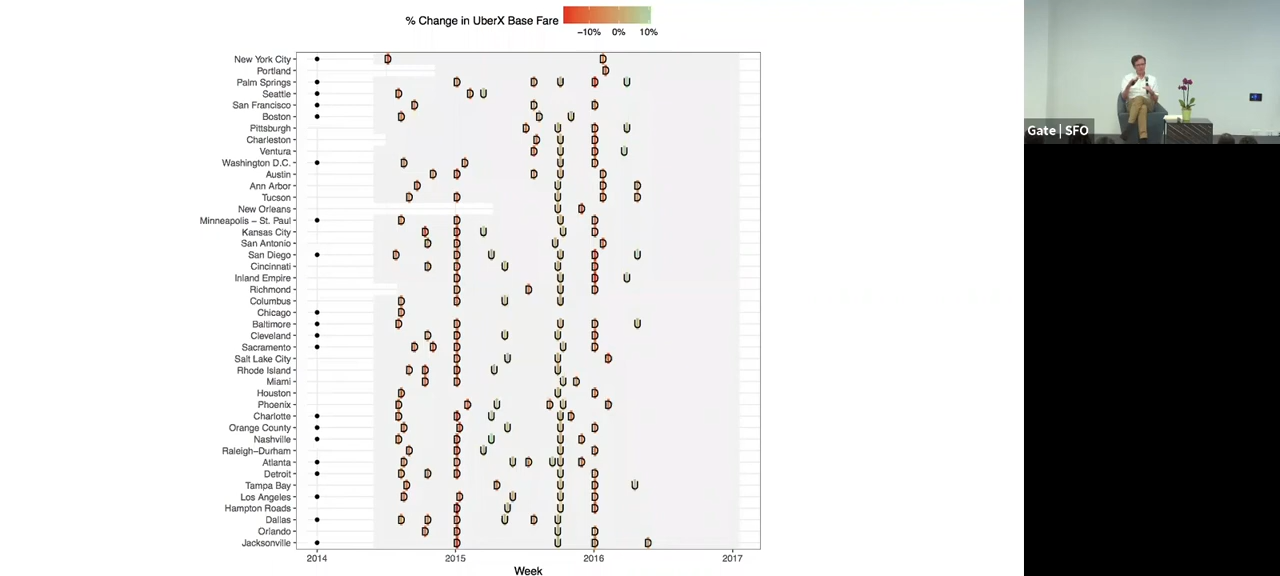 % Change in UberX Base Fare
−10% 0% 10%
New York City
Portland
Palm Springs
Seattle
San Francisco
Boston
Pittsburgh
Charleston
Ventura
Washington D.C.
Austin
Ann Arbor
Tucson
New Orleans
Minneapolis − St. Paul
Kansas City
San Antonio
San Diego
Cincinnati
Inland Empire
Richmond
Columbus
Chicago
Baltimore
Cleveland
Sacramento
Salt Lake City
Rhode Island
Miami
Houston
Phoenix
Charlotte
Orange County
Nashville
Raleigh−Durham
Atlanta
Detroit
Tampa Bay
Los Angeles
Hampton Roads
Dallas
Orlando
Jacksonville
2014 2015 2016 2017
Week
Gate | SFO